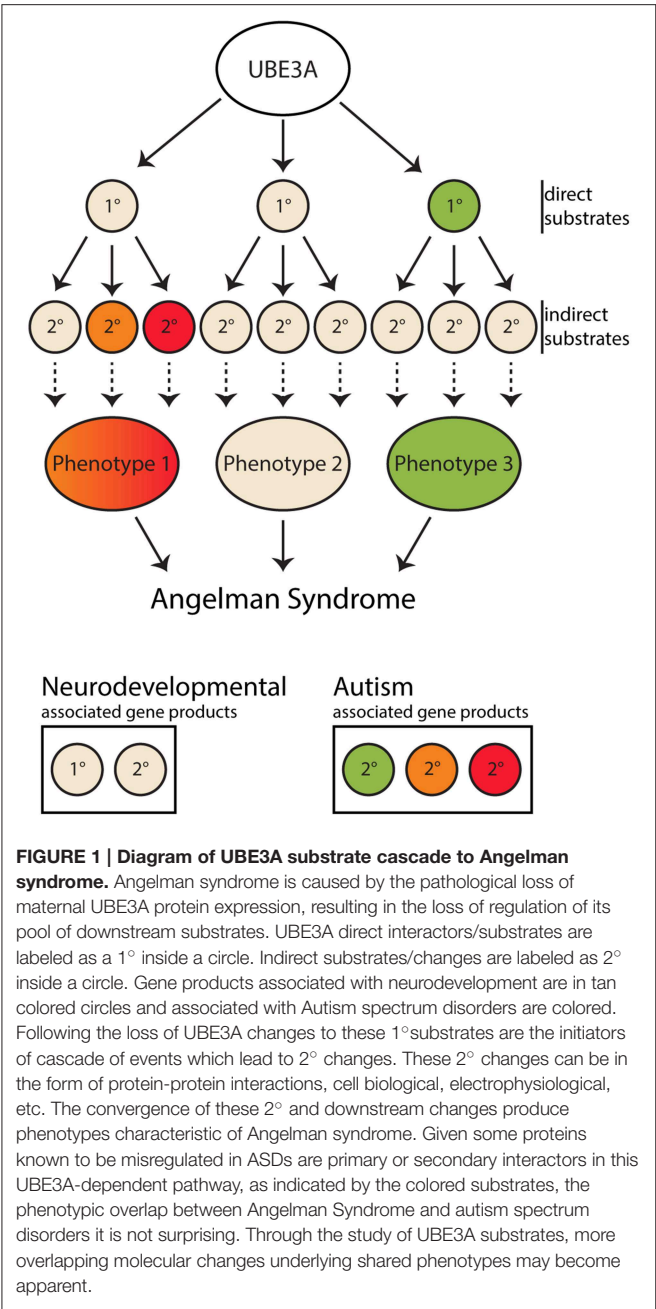 UBE3A
1° 1° 1° direct
substrates
2° 2° 2° 2° 2° 2° 2° 2° 2° indirect
substrates
Phenotype 1 Phenotype 2 Phenotype 3
Angelman Syndrome
Neurodevelopmental
associated gene products
1° 2°
Autism
associated gene products
2° 2° 2°
FIGURE 1 | Diagram of UBE3A substrate cascade to Angelman
syndrome. Angelman syndrome is caused by the pathological loss of
maternal UBE3A protein expression, resulting in the loss of regulation of its
pool of downstream substrates. UBE3A direct interactors/substrates are
labeled as a 1° inside a circle. Indirect substrates/changes are labeled as 2°
inside a circle. Gene products associated with neurodevelopment are in tan
colored circles and associated with Autism spectrum disorders are colored.
Following the loss of UBE3A changes to these 1°substrates are the initiators
of cascade of events which lead to 2° changes. These 2° changes can be in
the form of protein-protein interactions, cell biological, electrophysiological,
etc. The convergence of these 2° and downstream changes produce
phenotypes characteristic of Angelman syndrome. Given some proteins
known to be misregulated in ASDs are primary or secondary interactors in this
UBE3A-dependent pathway, as indicated by the colored substrates, the
phenotypic overlap between Angelman Syndrome and autism spectrum
disorders it is not surprising. Through the study of UBE3A substrates, more
overlapping molecular changes underlying shared phenotypes may become
apparent.